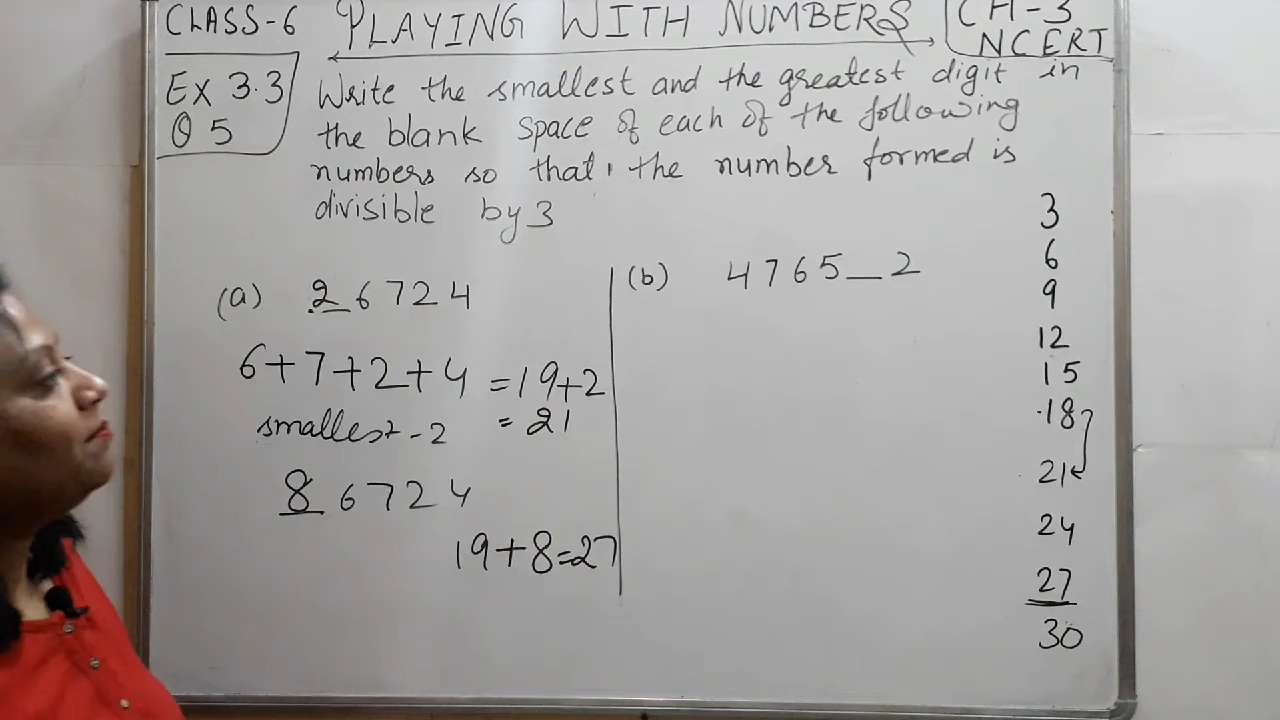 CLASS-6 PLAYING WITH NUMBERS CH-3
NCERT
Ex 3.3
Q 5
Write the smallest and the greatest digit in
the blank space of each of the following
numbers so that, the number formed is
divisible by 3
(a) 2 6 7 2 4
6+7+2+4 = 19+2
smallest - 2 = 21
8 6 7 2 4
19+8=27
(b) 4 7 6 5 _ 2
3
6
9
12
15
18
21
24
27
30